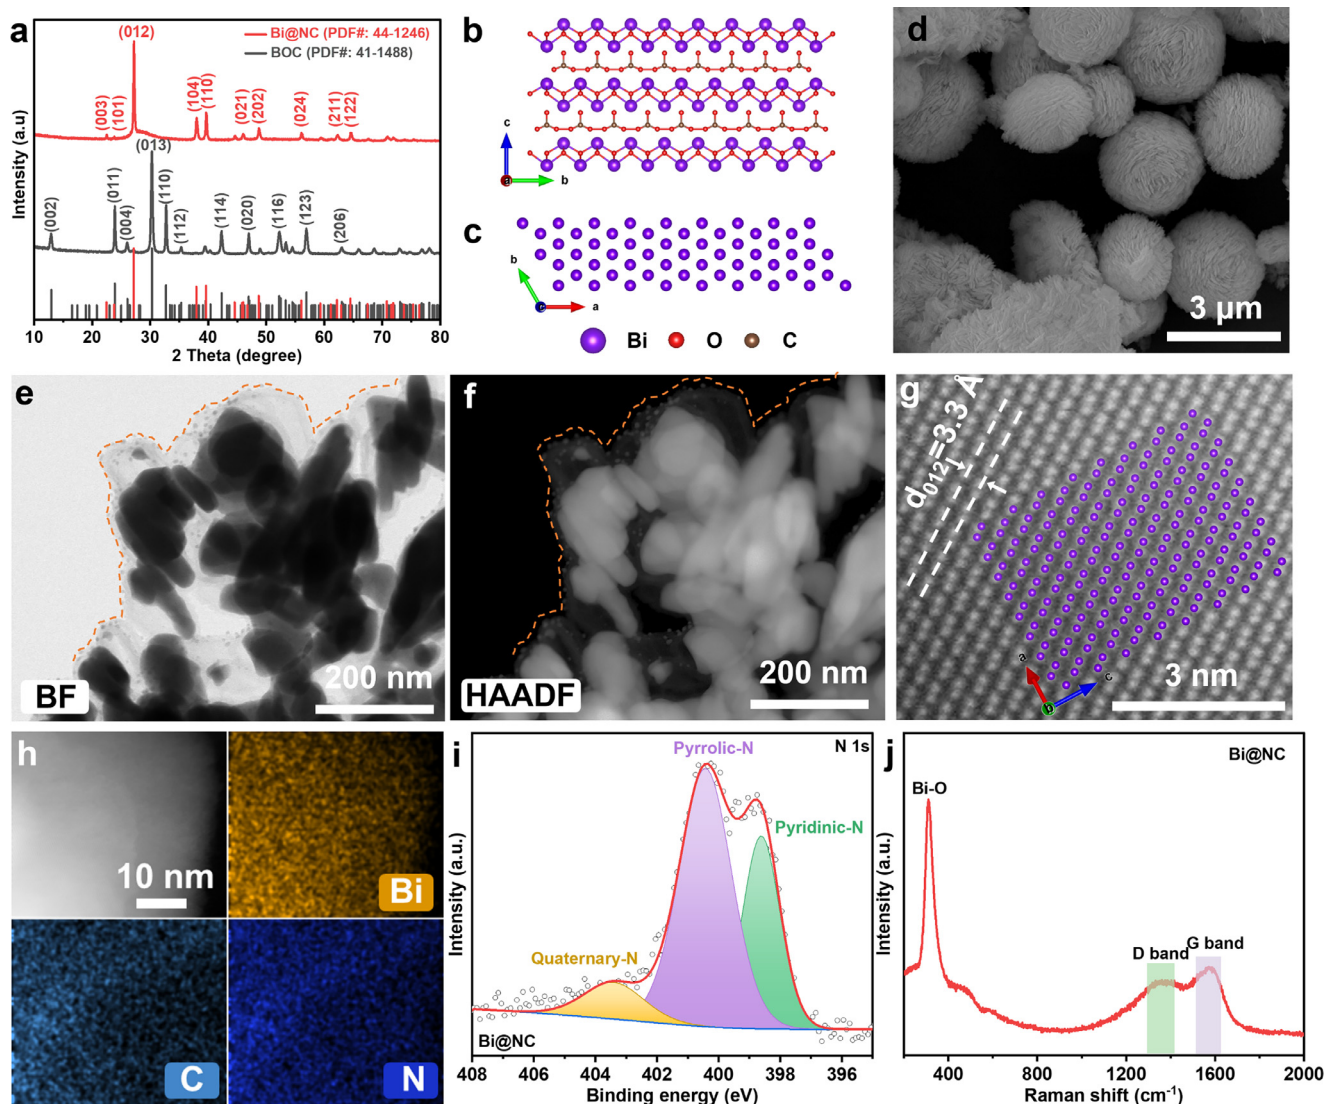 a
Bi@NC (PDF#: 44-1246)
BOC (PDF#: 41-1488)
(012)
(003)
(101)
(104)
(110)
(021)
(202)
(024)
(211)
(122)
(013)
(002)
(011)
(004)
(110)
(112)
(114)
(020)
(116)
(123)
(206)
Intensity (a.u)
10 20 30 40 50 60 70 80
2 Theta (degree)
b
c
a
b
c
b
c
a
Bi O C
d
3 μm
e
BF
200 nm
f
HAADF
200 nm
g
d012=3.3 Å
a
c
b
3 nm
h
10 nm
Bi
C
N
i
N 1s
Pyrrolic-N
Pyridinic-N
Quaternary-N
Bi@NC
Intensity (a.u.)
408 406 404 402 400 398 396
Binding energy (eV)
j
Bi@NC
Bi-O
D band
G band
Intensity (a.u.)
400 800 1200 1600 2000
Raman shift (cm⁻¹)